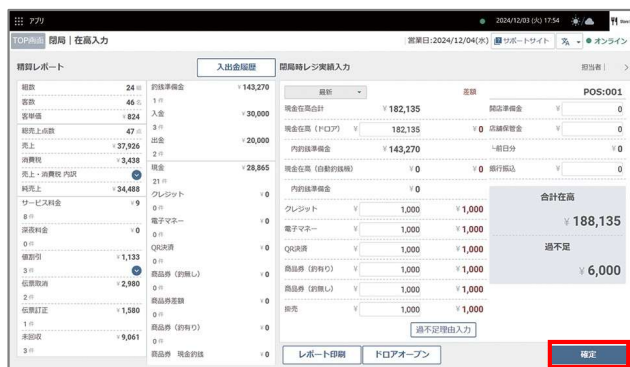 アプリ
2024/12/03 (火) 17:54
TOP画面 閉局｜在高入力
営業日:2024/12/04(水)
サポートサイト
オンライン
精算レポート
入出金履歴
組数 24
客数 46
客単価 ¥824
総売上点数 47
売上 ¥37,926
消費税 ¥3,438
売上・消費税 内訳
純売上 ¥34,488
サービス料金 ¥9
8 件
深夜料金 ¥0
0 件
値割引 ¥1,133
3 件
伝票取消 ¥2,980
2 件
伝票訂正 ¥1,580
1 件
未回収 ¥9,061
3 件
釣銭準備金 ¥143,270
1 件
入金 ¥30,000
3 件
出金 ¥20,000
2 件
現金 ¥28,865
21 件
クレジット ¥0
0 件
電子マネー ¥0
0 件
QR決済 ¥0
0 件
商品券（釣無し） ¥0
0 件
商品券差額 ¥0
0 件
商品券（釣有り） ¥0
0 件
商品券 現金釣銭 ¥0
閉局時レジ実績入力
担当者｜
最新
差額
POS:001
現金在高合計 ¥182,135
開店準備金 ¥ 0
現金在高（ドロア） ¥ 182,135 ¥0
店舗保管金 ¥ 0
内釣銭準備金 ¥143,270
└前日分 ¥0
現金在高（自動釣銭機） ¥0 ¥0
銀行振込 ¥ 0
内釣銭準備金 ¥0
クレジット ¥ 1,000 ¥1,000
電子マネー ¥ 1,000 ¥1,000
QR決済 ¥ 1,000 ¥1,000
商品券（釣有り） ¥ 1,000 ¥1,000
商品券（釣無し） ¥ 1,000 ¥1,000
掛売 ¥ 1,000 ¥1,000
合計在高
¥188,135
過不足
¥6,000
過不足理由入力
レポート印刷
ドロアオープン
確定